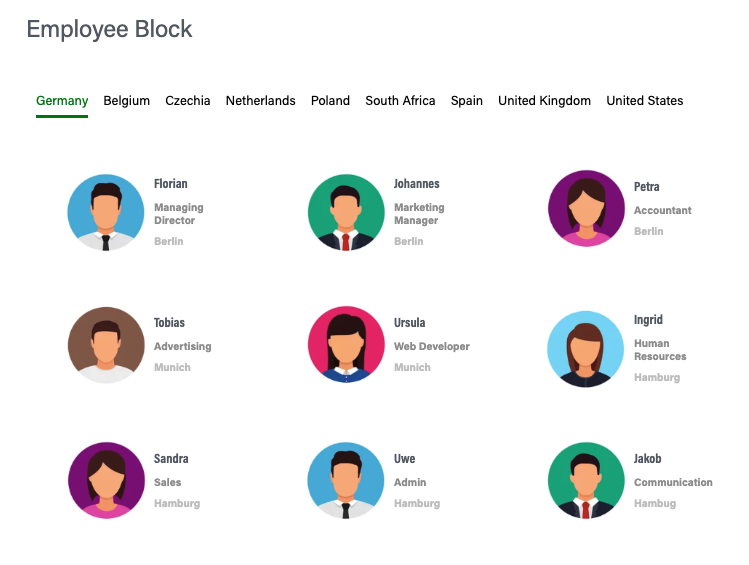 Employee Block
Germany Belgium Czechia Netherlands Poland South Africa Spain United Kingdom United States
Florian
Managing
Director
Berlin
Johannes
Marketing
Manager
Berlin
Petra
Accountant
Berlin
Tobias
Advertising
Munich
Ursula
Web Developer
Munich
Ingrid
Human
Resources
Hamburg
Sandra
Sales
Hamburg
Uwe
Admin
Hamburg
Jakob
Communication
Hambug